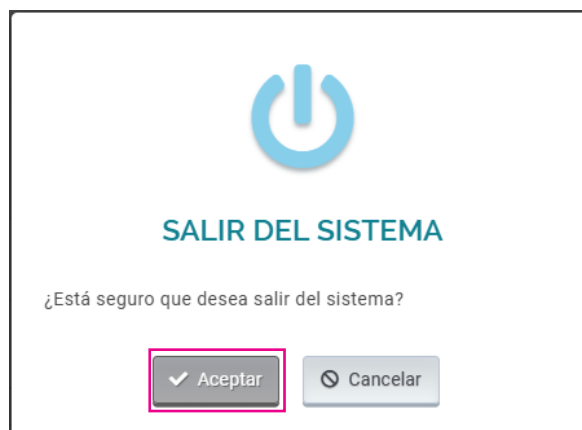 SALIR DEL SISTEMA
¿Está seguro que desea salir del sistema?
Aceptar
Cancelar